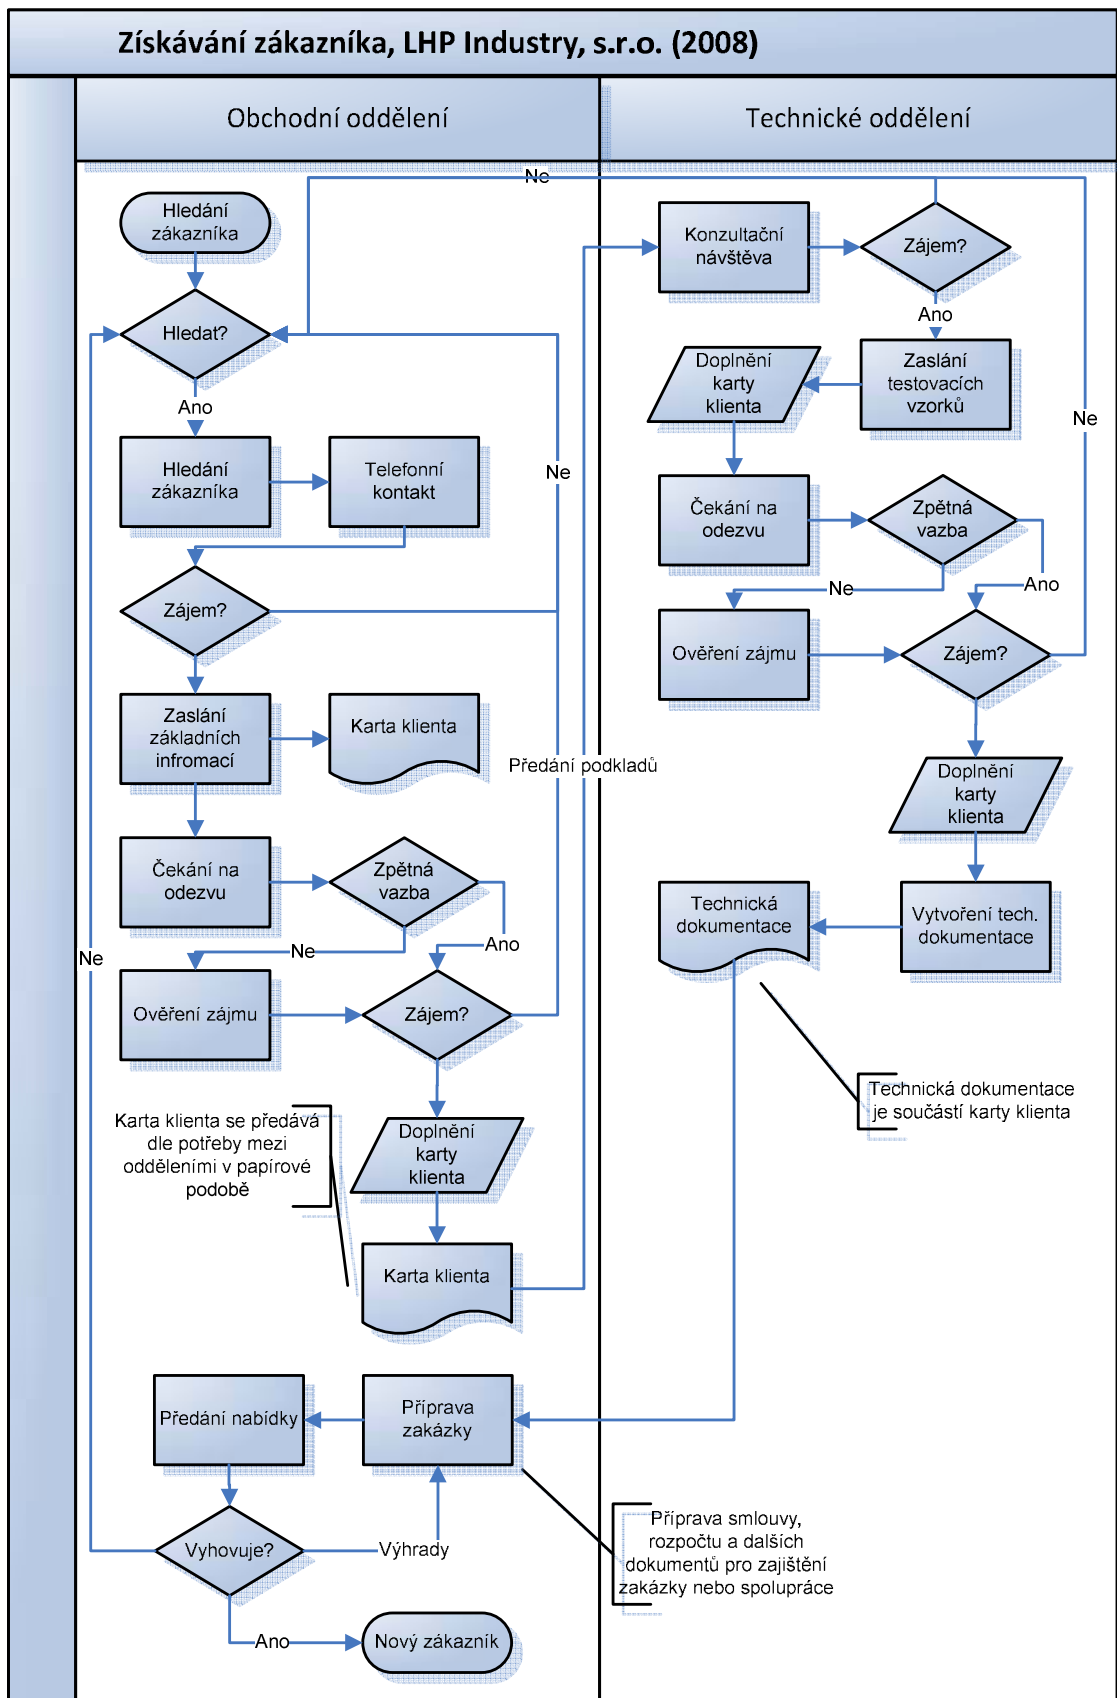 Získávání zákazníka, LHP Industry, s.r.o. (2008)
Obchodní oddělení
Technické oddělení
Ne
Hledání
zákazníka
Hledat?
Ano
Hledání
zákazníka
Telefonní
kontakt
Ne
Zájem?
Zaslání
základních
infromací
Karta klienta
Předání podkladů
Čekání na
odezvu
Zpětná
vazba
Ano
Ne
Ne
Ověření zájmu
Zájem?
Karta klienta se předává
dle potřeby mezi
odděleními v papírové
podobě
Doplnění
karty
klienta
Karta klienta
Předání nabídky
Příprava
zakázky
Vyhovuje?
Výhrady
Ano
Nový zákazník
Konzultační
návštěva
Zájem?
Ano
Zaslání
testovacích
vzorků
Doplnění
karty
klienta
Ne
Čekání na
odezvu
Zpětná
vazba
Ne
Ano
Ověření zájmu
Zájem?
Doplnění
karty
klienta
Technická
dokumentace
Vytvoření tech.
dokumentace
Technická dokumentace
je součástí karty klienta
Příprava smlouvy,
rozpočtu a dalších
dokumentů pro zajištění
zakázky nebo spolupráce